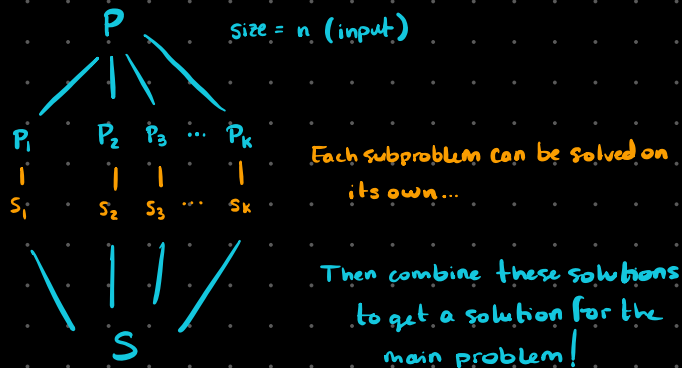 P size = n (input)
P₁ P₂ P₃ ... Pₖ
Each subproblem can be solved on
its own...
S₁ S₂ S₃ ... Sₖ
Then combine these solutions
to get a solution for the
main problem!
S